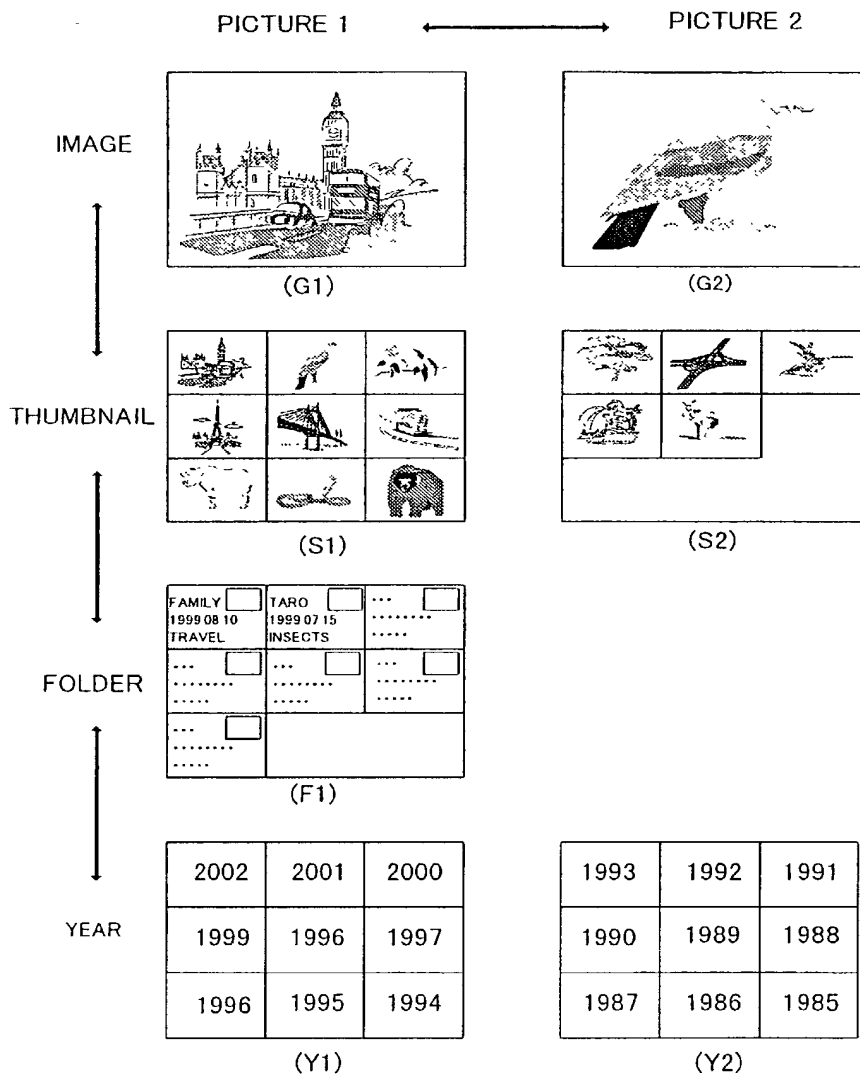 PICTURE 1 PICTURE 2
IMAGE
(G1) (G2)
THUMBNAIL
(S1) (S2)
FAMILY TARO ...
1999 08 10 1999 07 15 ........
TRAVEL INSECTS .....
... ... ...
........ ........ ........
..... ..... .....
FOLDER
...
........
.....
(F1)
2002 2001 2000 1993 1992 1991
YEAR
1999 1996 1997 1990 1989 1988
1996 1995 1994 1987 1986 1985
(Y1) (Y2)